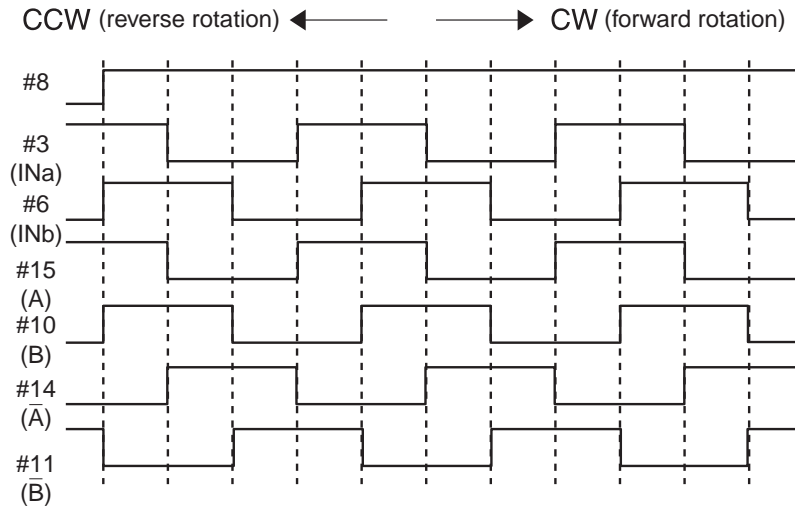 CCW (reverse rotation) CW (forward rotation)
#8
#3
(INa)
#6
(INb)
#15
(A)
#10
(B)
#14
(A̅)
#11
(B̅)